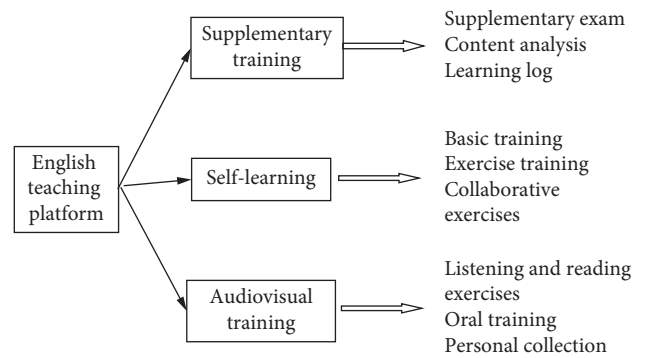 English
teaching
platform
Supplementary
training
Supplementary exam
Content analysis
Learning log
Self-learning
Basic training
Exercise training
Collaborative
exercises
Audiovisual
training
Listening and reading
exercises
Oral training
Personal collection